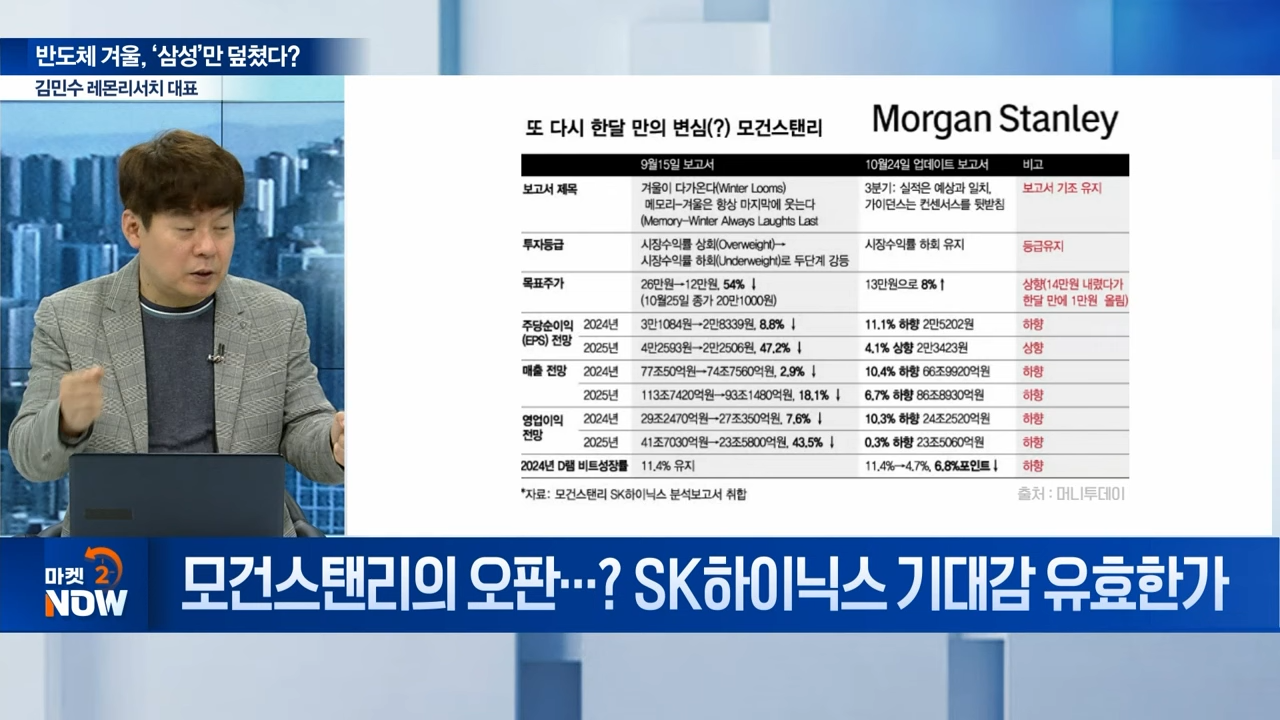 반도체 겨울, '삼성'만 덮쳤다?
김민수 레몬리서치 대표
또 다시 한달 만의 변심(?) 모건스탠리
Morgan Stanley
9월15일 보고서 10월24일 업데이트 보고서 비고
보고서 제목 겨울이 다가온다(Winter Looms) 3분기: 실적은 예상과 일치, 보고서 기조 유지
메모리-겨울은 항상 마지막에 웃는다 가이던스는 컨센서스를 뒷받침
(Memory-Winter Always Laughts Last
투자등급 시장수익률 상회(Overweight)→ 시장수익률 하회 유지 등급유지
시장수익률 하회(Underweight)로 두단계 강등
목표주가 26만원→12만원, 54% ↓ 13만원으로 8%↑ 상향(14만원 내렸다가
(10월25일 종가 20만1000원) 한달 만에 1만원 올림)
주당순이익 2024년 3만1084원→2만8339원, 8.8% ↓ 11.1% 하향 2만5202원 하향
(EPS) 전망 2025년 4만2593원→2만2506원, 47.2% ↓ 4.1% 상향 2만3423원 상향
매출 전망 2024년 77조50억원→74조7560억원, 2.9% ↓ 10.4% 하향 66조9920억원 하향
2025년 113조7420억원→93조1480억원, 18.1% ↓ 6.7% 하향 86조8930억원 하향
영업이익 2024년 29조2470억원→27조350억원, 7.6% ↓ 10.3% 하향 24조2520억원 하향
전망 2025년 41조7030억원→23조5800억원, 43.5% ↓ 0.3% 하향 23조5060억원 하향
2024년 D램 비트성장률 11.4% 유지 11.4%→4.7%, 6.8%포인트↓ 하향
*자료: 모건스탠리 SK하이닉스 분석보고서 취합 출처 : 머니투데이
마켓 2
NOW
모건스탠리의 오판…? SK하이닉스 기대감 유효한가